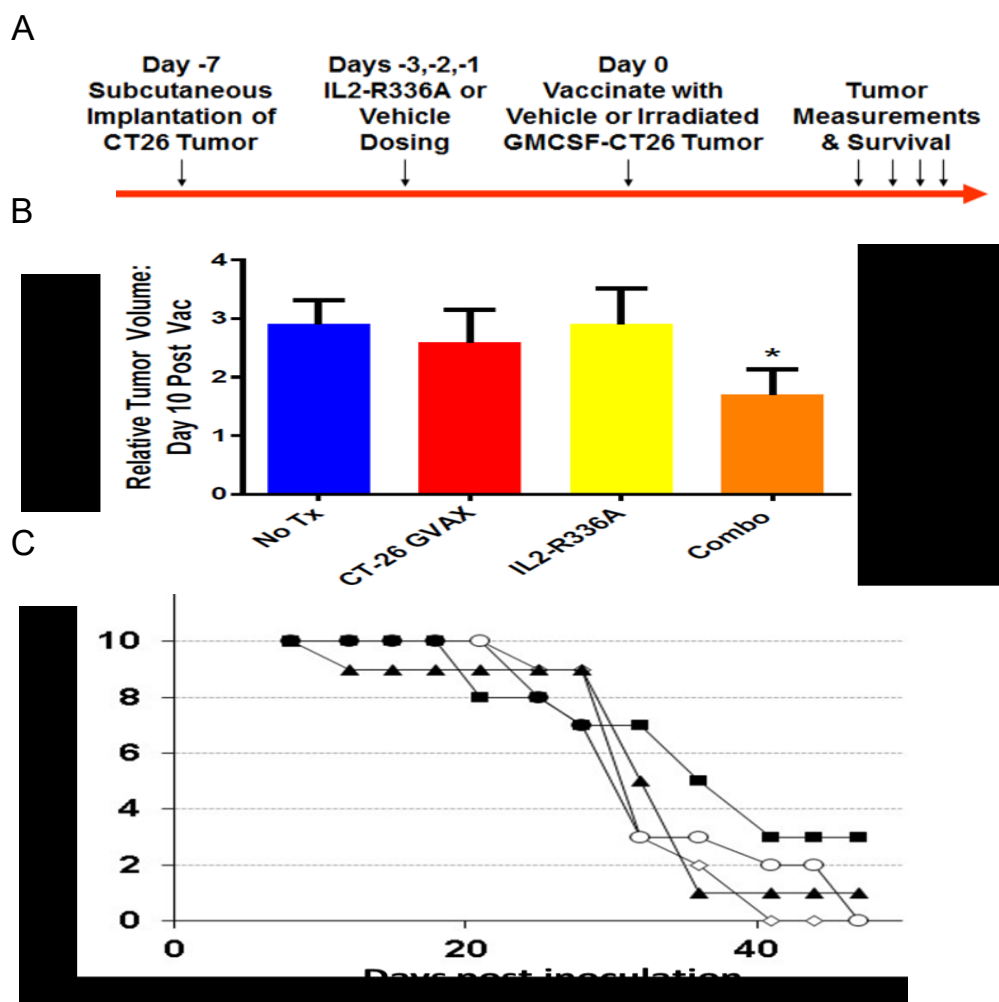 A
Day -7
Subcutaneous
Implantation of
CT26 Tumor
Days -3,-2,-1
IL2-R336A or
Vehicle
Dosing
Day 0
Vaccinate with
Vehicle or Irradiated
GMCSF-CT26 Tumor
Tumor
Measurements
& Survival
B
Relative Tumor Volume:
Day 10 Post Vac
4
3
2
1
0
*
No Tx
CT-26 GVAX
IL2-R336A
Combo
C
10
8
6
4
2
0
0 20 40
Days post inoculation